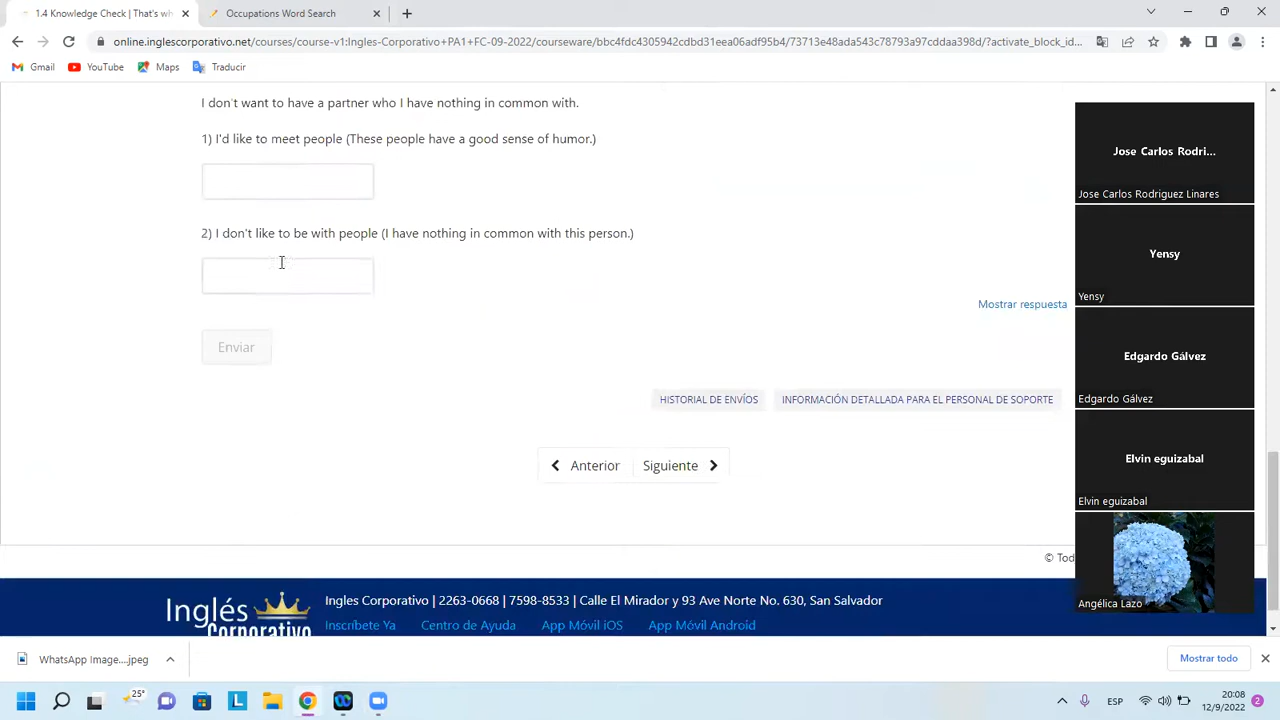 1.4 Knowledge Check | That's wh
Occupations Word Search
online.inglescorporativo.net/courses/course-v1:Ingles-Corporativo+PA1+FC-09-2022/courseware/bbc4fdc4305942cdbd31eea06adf95b4/73713e48ada543c78793a97cddaa398d/?activate_block_id...
Gmail
YouTube
Maps
Traducir
I don't want to have a partner who I have nothing in common with.
1) I'd like to meet people (These people have a good sense of humor.)
2) I don't like to be with people (I have nothing in common with this person.)
Mostrar respuesta
Enviar
HISTORIAL DE ENVÍOS
INFORMACIÓN DETALLADA PARA EL PERSONAL DE SOPORTE
Anterior
Siguiente
© Tod
Inglés
Corporativo
Ingles Corporativo | 2263-0668 | 7598-8533 | Calle El Mirador y 93 Ave Norte No. 630, San Salvador
Inscríbete Ya
Centro de Ayuda
App Móvil iOS
App Móvil Android
Jose Carlos Rodri...
Jose Carlos Rodriguez Linares
Yensy
Yensy
Edgardo Gálvez
Edgardo Gálvez
Elvin eguizabal
Elvin eguizabal
Angélica Lazo
WhatsApp Image....jpeg
Mostrar todo
25°
L
ESP
20:08
12/9/2022
2